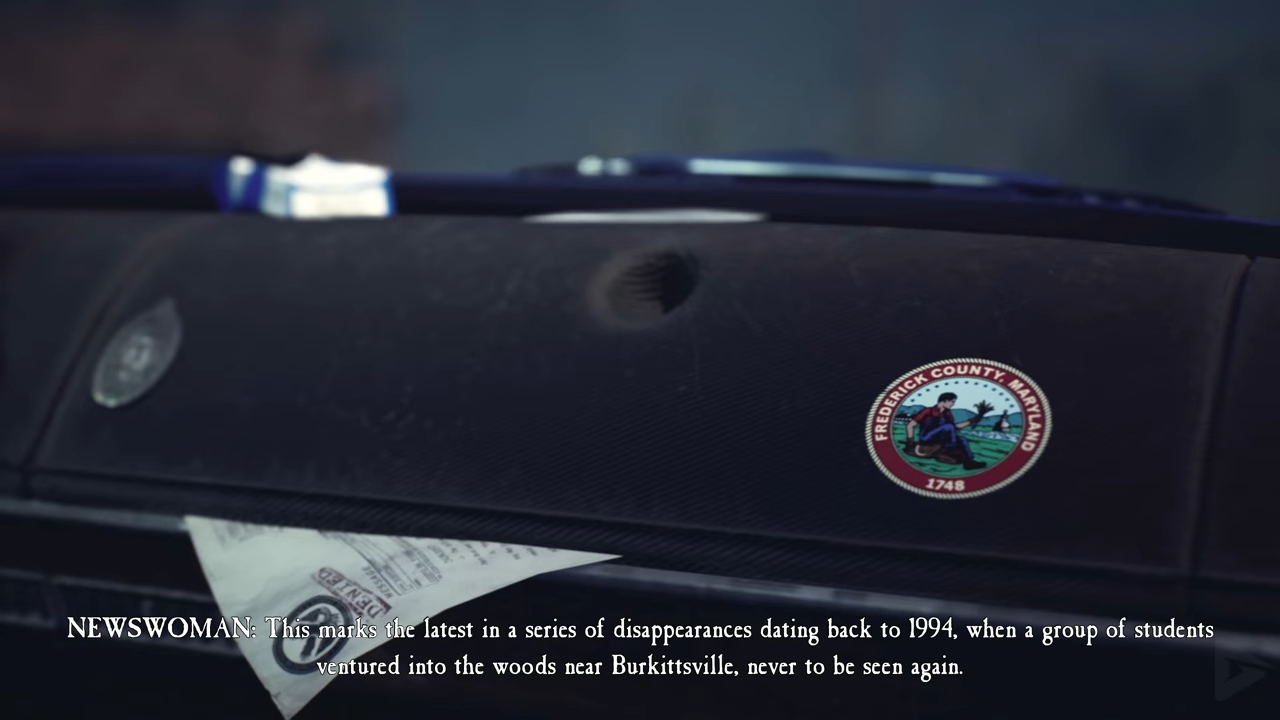 FREDERICK COUNTY, MARYLAND
1748
DENIED
MESSAGE
NEWSWOMAN: This marks the latest in a series of disappearances dating back to 1994, when a group of students
ventured into the woods near Burkittsville, never to be seen again.